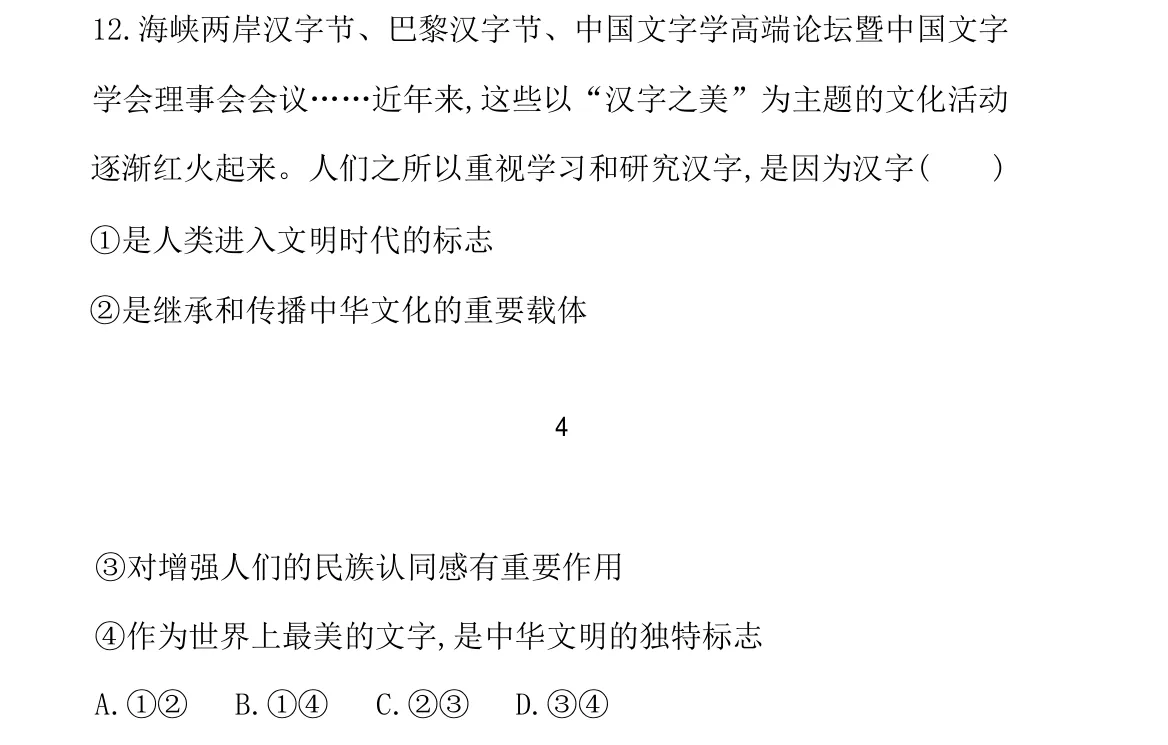 12.海峡两岸汉字节、巴黎汉字节、中国文字学高端论坛暨中国文字
学会理事会会议……近年来,这些以“汉字之美”为主题的文化活动
逐渐红火起来。人们之所以重视学习和研究汉字,是因为汉字(　　)
①是人类进入文明时代的标志
②是继承和传播中华文化的重要载体
4
③对增强人们的民族认同感有重要作用
④作为世界上最美的文字,是中华文明的独特标志
A.①②　B.①④　C.②③　D.③④